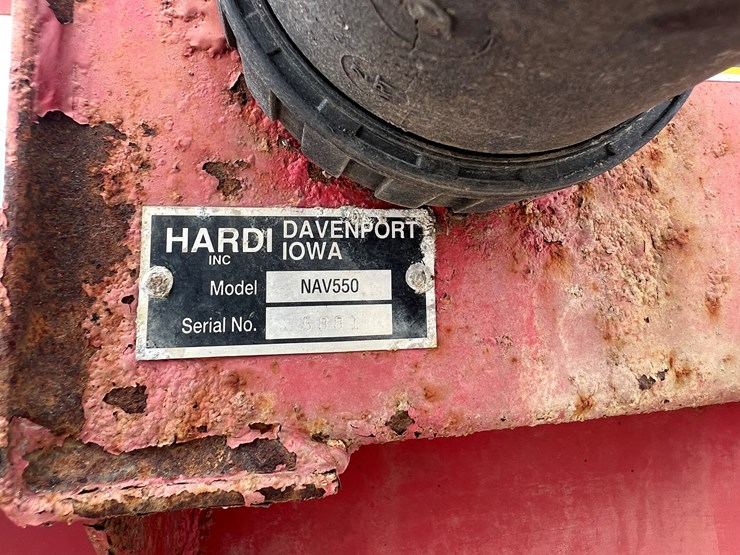 HARDI INC
DAVENPORT
IOWA
Model NAV550
Serial No.